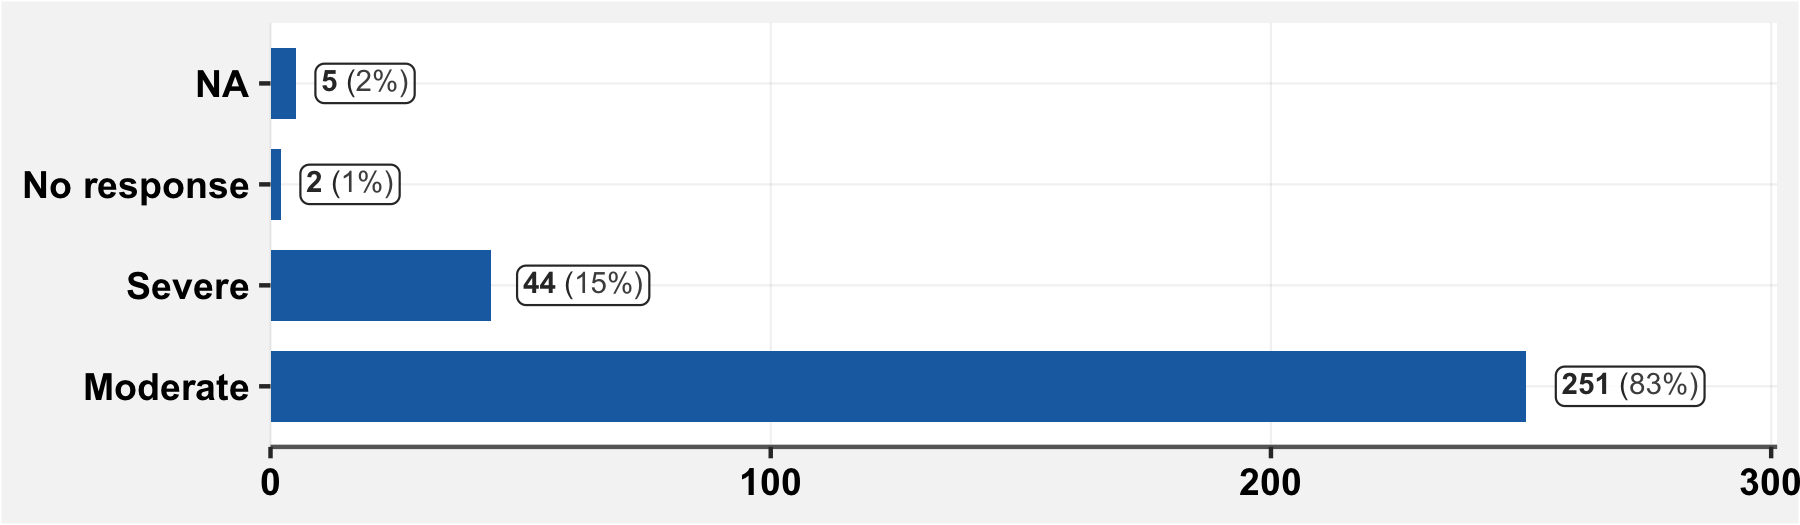 NA
5 (2%)
No response
2 (1%)
Severe
44 (15%)
Moderate
251 (83%)
0 100 200 300